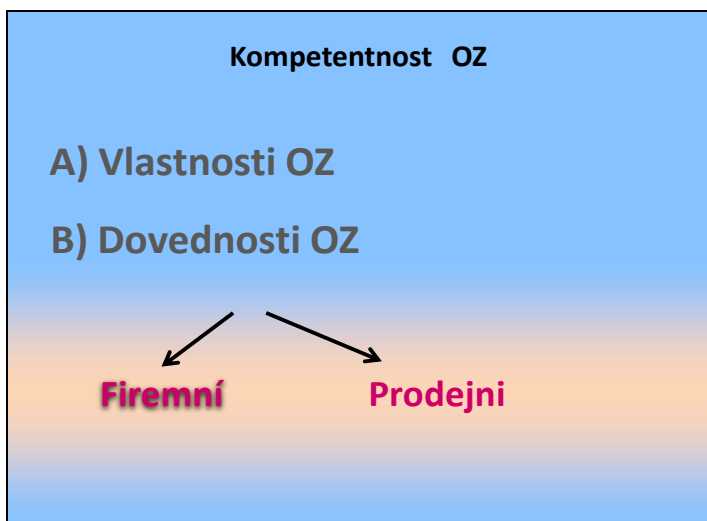 Kompetentnost OZ
A) Vlastnosti OZ
B) Dovednosti OZ
Firemní Prodejni